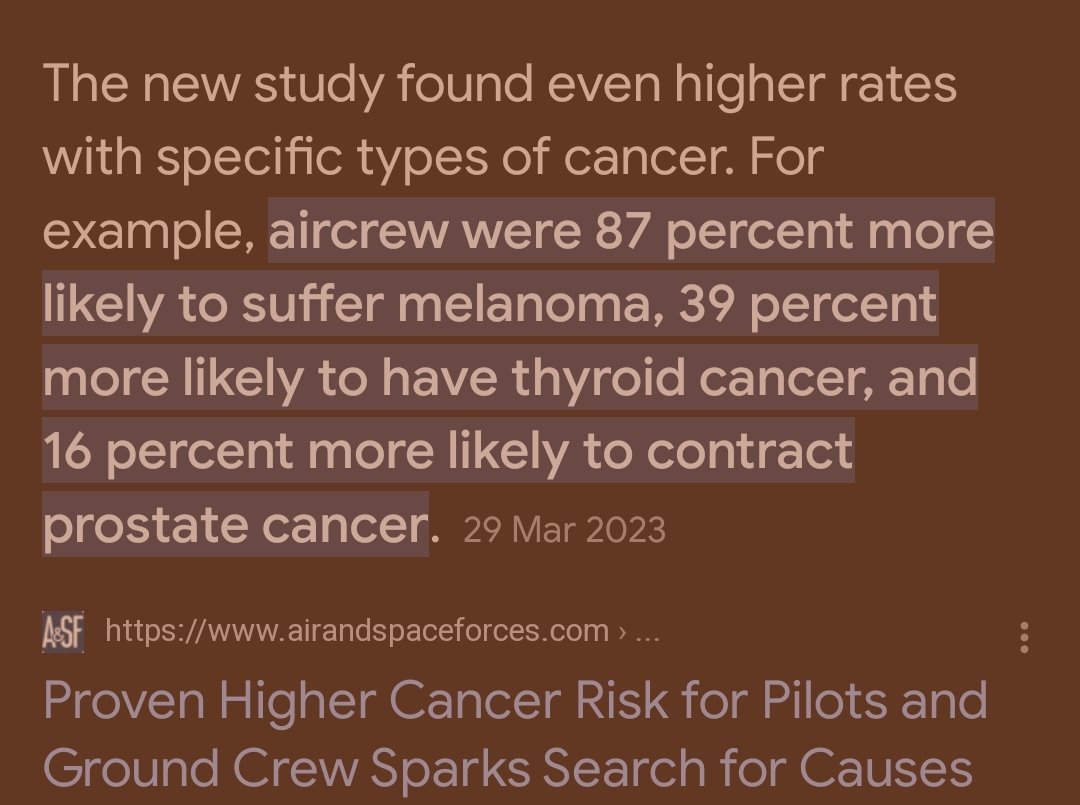 The new study found even higher rates
with specific types of cancer. For
example, aircrew were 87 percent more
likely to suffer melanoma, 39 percent
more likely to have thyroid cancer, and
16 percent more likely to contract
prostate cancer. 29 Mar 2023
A&SF https://www.airandspaceforces.com › ...
Proven Higher Cancer Risk for Pilots and
Ground Crew Sparks Search for Causes